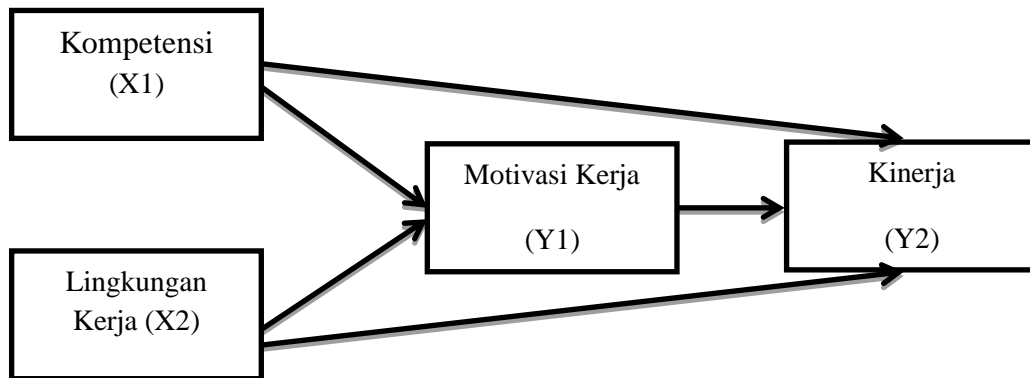 Kompetensi
(X1)
Motivasi Kerja
(Y1)
Kinerja
(Y2)
Lingkungan
Kerja (X2)